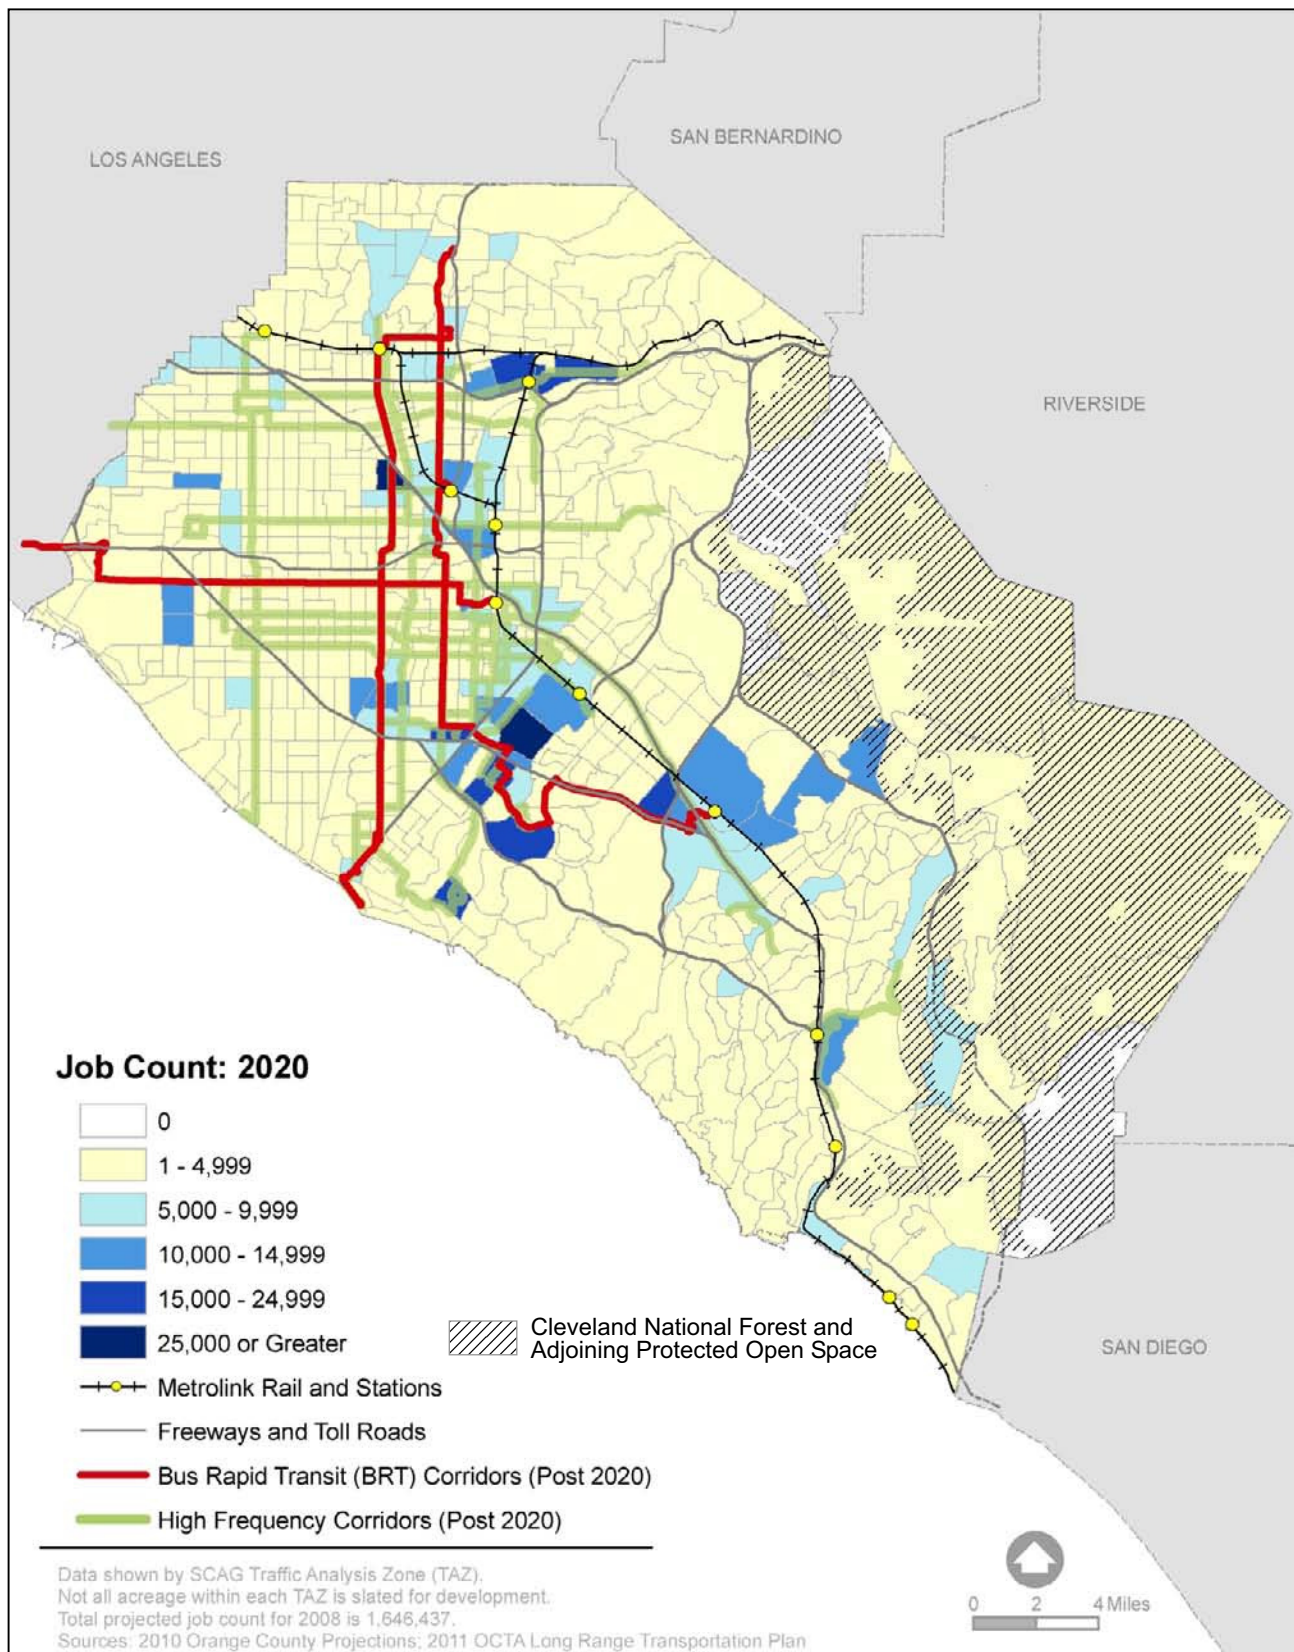 SAN BERNARDINO
LOS ANGELES
RIVERSIDE
Job Count: 2020
0
1 - 4,999
5,000 - 9,999
10,000 - 14,999
15,000 - 24,999
25,000 or Greater
Cleveland National Forest and
Adjoining Protected Open Space
SAN DIEGO
Metrolink Rail and Stations
Freeways and Toll Roads
Bus Rapid Transit (BRT) Corridors (Post 2020)
High Frequency Corridors (Post 2020)
Data shown by SCAG Traffic Analysis Zone (TAZ).
Not all acreage within each TAZ is slated for development.
Total projected job count for 2008 is 1,646,437.
Sources: 2010 Orange County Projections; 2011 OCTA Long Range Transportation Plan
0 2 4 Miles